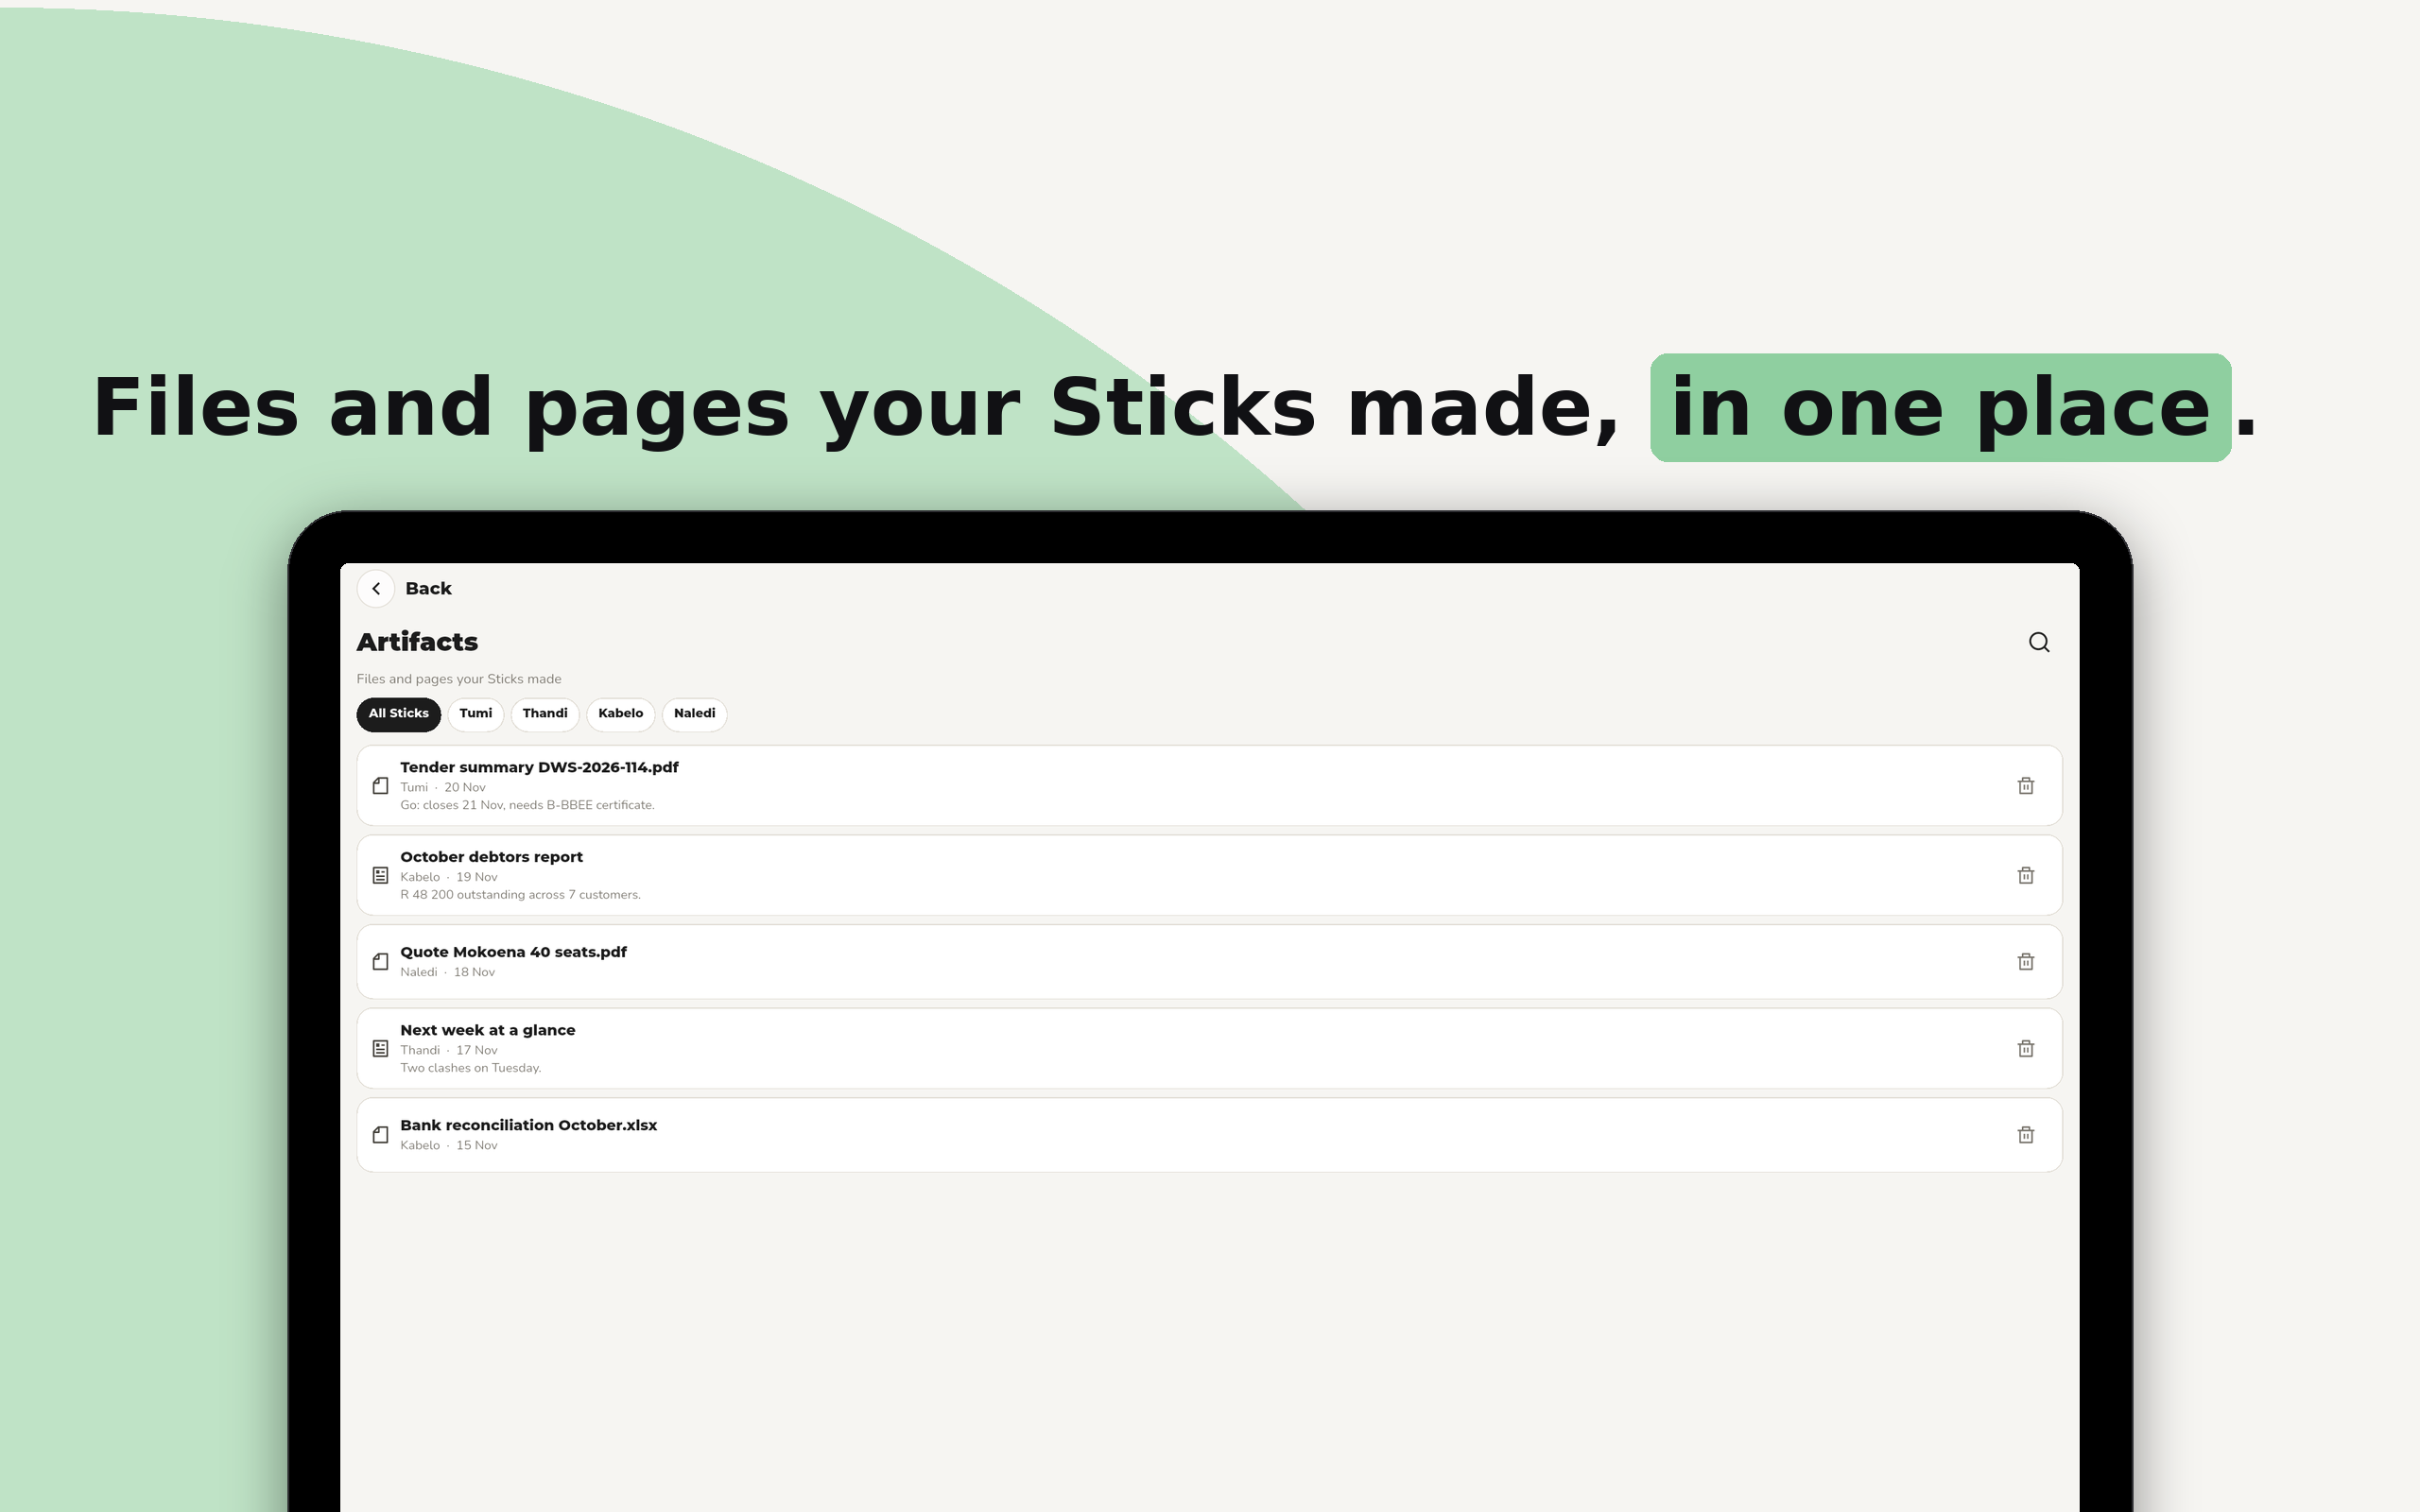 Files and pages your Sticks made, in one place.
Back
Artifacts
Files and pages your Sticks made
All Sticks Tumi Thandi Kabelo Naledi
Tender summary DWS-2026-114.pdf
Tumi · 20 Nov
Go: closes 21 Nov, needs B-BBEE certificate.
October debtors report
Kabelo · 19 Nov
R 48 200 outstanding across 7 customers.
Quote Mokoena 40 seats.pdf
Naledi · 18 Nov
Next week at a glance
Thandi · 17 Nov
Two clashes on Tuesday.
Bank reconciliation October.xlsx
Kabelo · 15 Nov